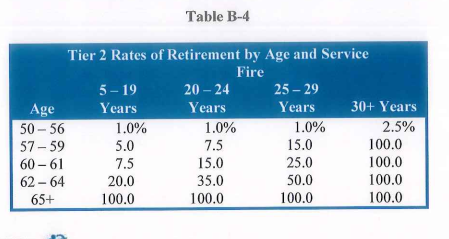 Table B-4
Tier 2 Rates of Retirement by Age and Service
Fire
5 – 19 20 – 24 25 – 29
Age Years Years Years 30+ Years
50 – 56 1.0% 1.0% 1.0% 2.5%
57 – 59 5.0 7.5 15.0 100.0
60 – 61 7.5 15.0 25.0 100.0
62 – 64 20.0 35.0 50.0 100.0
65+ 100.0 100.0 100.0 100.0